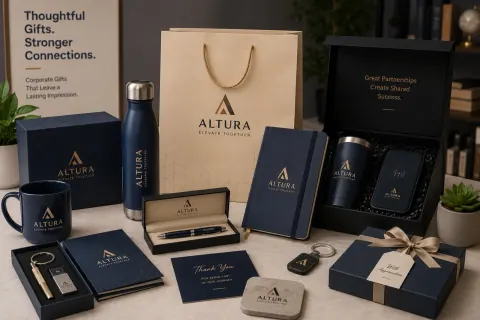 Thoughtful
Gifts.
Stronger
Connections.
Corporate Gifts
That Leave a
Lasting Impression.
ALTURA
ELEVATE TOGETHER
Great Partnerships
Create Shared
Success.
ALTURA
ALTURA
ALTURA
ALTURA
ALTURA
ALTURA
ALTURA
Thank You
ALTURA